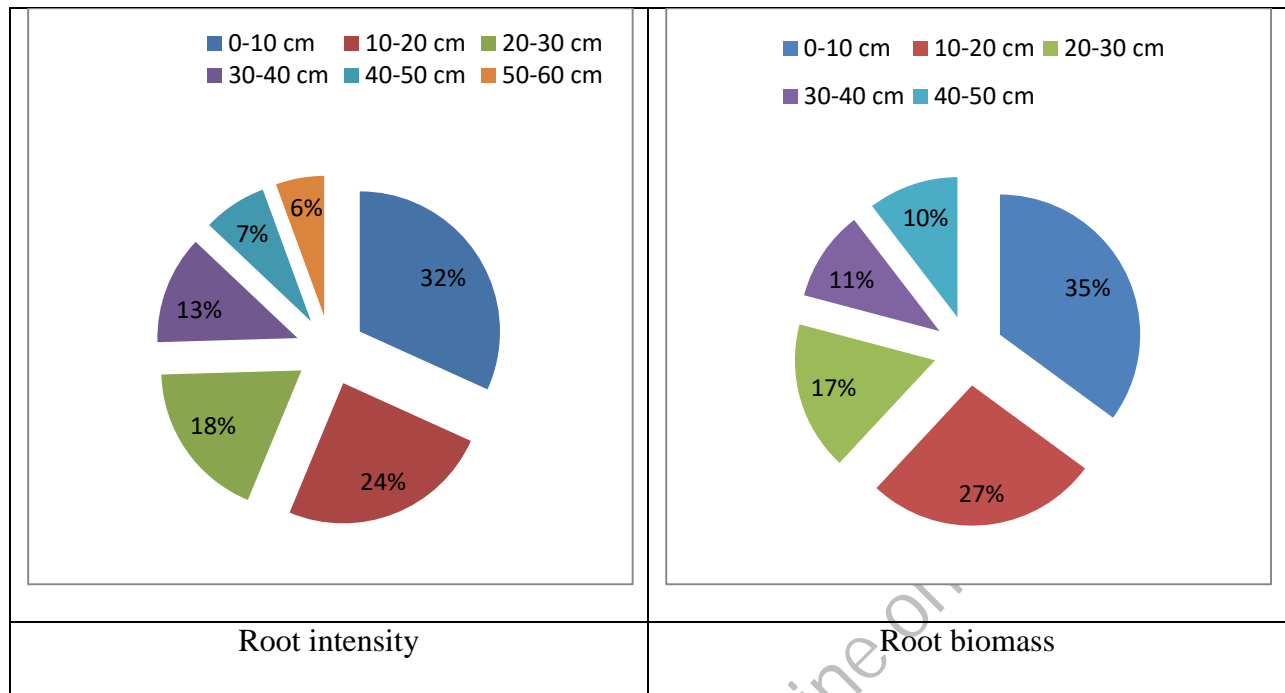 0-10 cm 10-20 cm 20-30 cm
30-40 cm 40-50 cm 50-60 cm
6%
7%
32%
13%
18%
24%
Root intensity
0-10 cm 10-20 cm 20-30 cm
30-40 cm 40-50 cm
10%
35%
11%
17%
27%
Root biomass